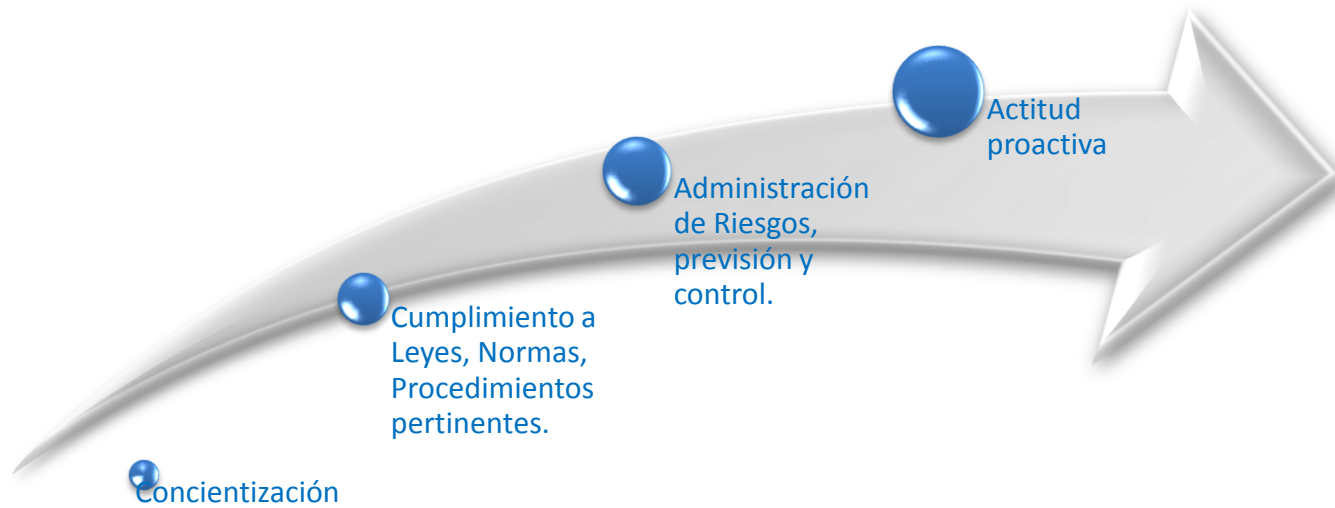 Actitud
proactiva
Administración
de Riesgos,
previsión y
control.
Cumplimiento a
Leyes, Normas,
Procedimientos
pertinentes.
Concientización